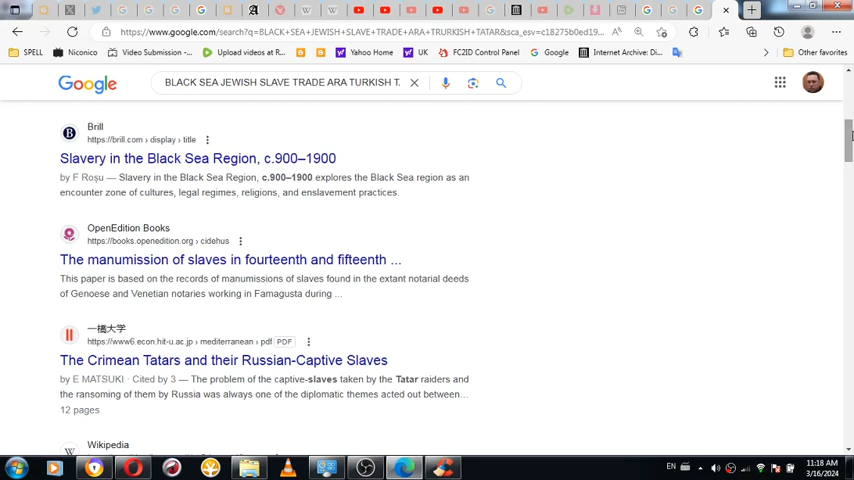 https://www.google.com/search?q=BLACK+SEA+JEWISH+SLAVE+TRADE+ARA+TRURKISH+TATAR&sca_esv=c18275b0ed19...
SPELL
Niconico
Video Submission -...
Upload videos at R...
Yahoo Home
UK
FC2ID Control Panel
Google
Internet Archive: Di...
Other favorites
Google
BLACK SEA JEWISH SLAVE TRADE ARA TURKISH T.
Brill
https://brill.com › display › title
Slavery in the Black Sea Region, c.900–1900
by F Roşu — Slavery in the Black Sea Region, c.900–1900 explores the Black Sea region as an
encounter zone of cultures, legal regimes, religions, and enslavement practices.
OpenEdition Books
https://books.openedition.org › cidehus
The manumission of slaves in fourteenth and fifteenth ...
This paper is based on the records of manumissions of slaves found in the extant notarial deeds
of Genoese and Venetian notaries working in Famagusta during ...
一橋大学
https://www6.econ.hit-u.ac.jp › mediterranean › pdf PDF
The Crimean Tatars and their Russian-Captive Slaves
by E MATSUKI · Cited by 3 — The problem of the captive-slaves taken by the Tatar raiders and
the ransoming of them by Russia was always one of the diplomatic themes acted out between...
12 pages
Wikipedia
EN
11:18 AM
3/16/2024